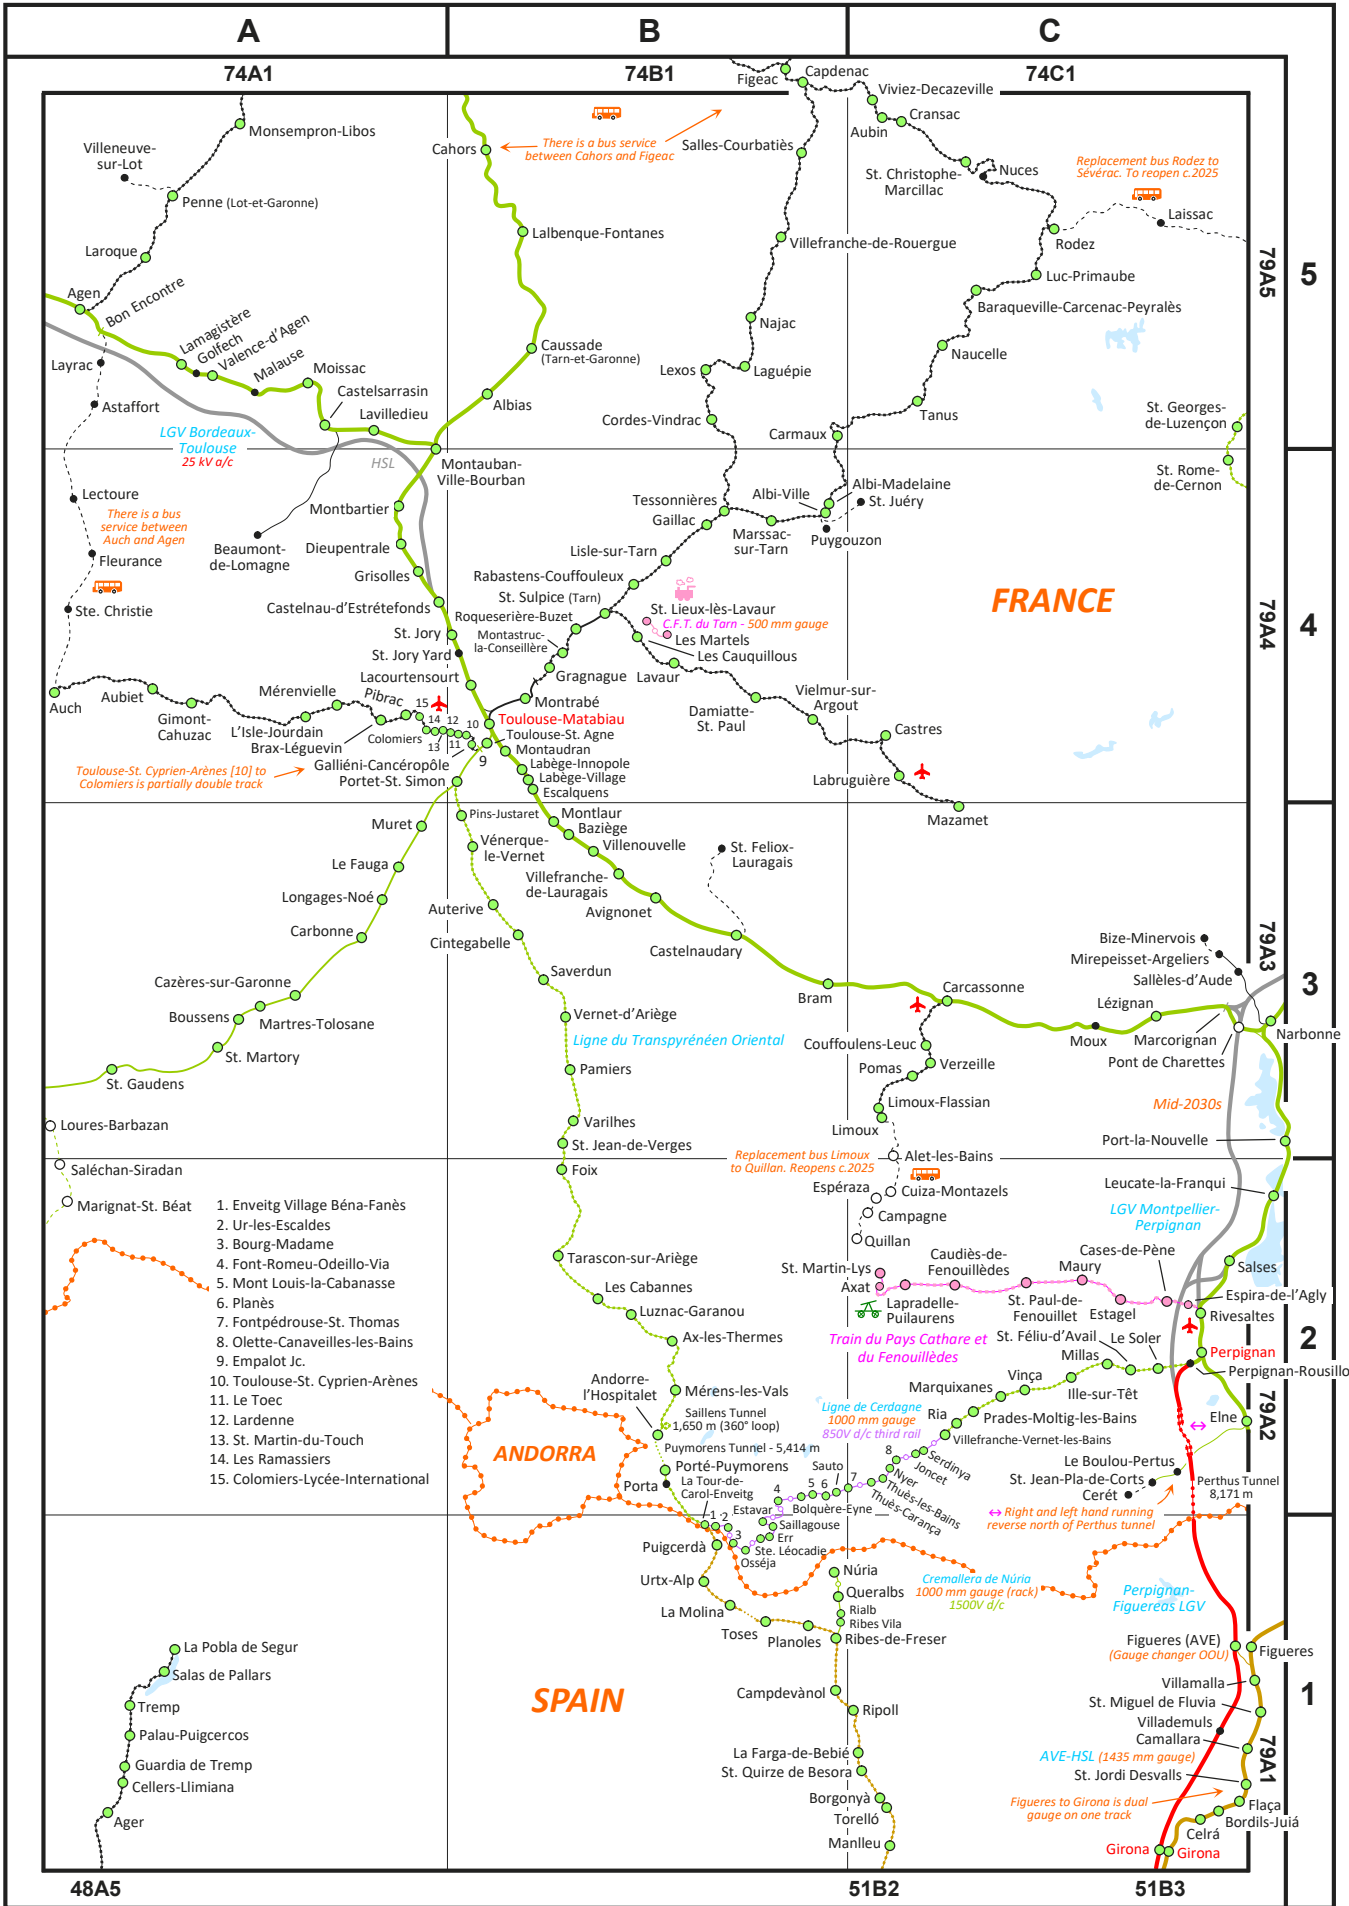 A
B
C
74A1
74B1
74C1
Figeac
Capdenac
Viviez-Decazeville
Cransac
Aubin
Monsempron-Libos
Villeneuve-
sur-Lot
Penne (Lot-et-Garonne)
Laroque
Agen
Bon Encontre
Cahors
There is a bus service
between Cahors and Figeac
Salles-Courbatiès
St. Christophe-
Marcillac
Nuces
Replacement bus Rodez to
Sévérac. To reopen c.2025
Laissac
Rodez
Lalbenque-Fontanes
Villefranche-de-Rouergue
Luc-Primaube
Baraqueville-Carcenac-Peyralès
79A5
5
Lamagistère
Golfech
Valence-d'Agen
Malause
Moissac
Layrac
Castelsarrasin
Astaffort
Lavilledieu
LGV Bordeaux-
Toulouse
25 kV a/c
HSL
Caussade
(Tarn-et-Garonne)
Albias
Najac
Lexos
Laguépie
Cordes-Vindrac
Naucelle
Tanus
Carmaux
St. Georges-
de-Luzençon
St. Rome-
de-Cernon
Montauban-
Ville-Bourban
Lectoure
There is a bus
service between
Auch and Agen
Montbartier
Beaumont-
de-Lomagne
Dieupentrale
Fleurance
Grisolles
Ste. Christie
Castelnau-d'Estrétefonds
St. Jory
St. Jory Yard
Lacourtensourt
Tessonnières
Gaillac
Albi-Ville
Albi-Madelaine
St. Juéry
Marssac-
sur-Tarn
Puygouzon
Lisle-sur-Tarn
Rabastens-Couffouleux
St. Sulpice (Tarn)
Roqueserière-Buzet
Montastruc-
la-Conseillère
St. Lieux-lès-Lavaur
C.F.T. du Tarn - 500 mm gauge
Les Martels
Les Cauquillous
Gragnague
Lavaur
FRANCE
79A4
4
Auch
Aubiet
Gimont-
Cahuzac
Mérenvielle
L'Isle-Jourdain
Brax-Léguevin
Pibrac
Colomiers
15
14
13
12
11
10
9
Montrabé
Toulouse-Matabiau
Toulouse-St. Agne
Montaudran
Galliéni-Cancéropôle
Labège-Innopole
Portet-St. Simon
Labège-Village
Escalquens
Damiatte-
St. Paul
Vielmur-sur-
Argout
Castres
Labruguière
Mazamet
Toulouse-St. Cyprien-Arènes [10] to
Colomiers is partially double track
Pins-Justaret
Montlaur
Baziège
Villenouvelle
Muret
Vénerque-
le-Vernet
St. Feliox-
Lauragais
Le Fauga
Villefranche-
de-Lauragais
Longages-Noé
Auterive
Avignonet
Carbonne
Cintegabelle
Castelnaudary
Cazères-sur-Garonne
Saverdun
Bram
Carcassonne
Boussens
Martres-Tolosane
Vernet-d'Ariège
St. Martory
St. Gaudens
Ligne du Transpyrénéen Oriental
Pamiers
Bize-Minervois
Mirepeisset-Argeliers
Sallèles-d'Aude
Lézignan
Moux
Marcorignan
Pont de Charettes
Narbonne
79A3
3
Couffoulens-Leuc
Pomas
Verzeille
Limoux-Flassian
Limoux
Mid-2030s
Port-la-Nouvelle
Loures-Barbazan
Varilhes
St. Jean-de-Verges
Foix
Saléchan-Siradan
Marignat-St. Béat
Replacement bus Limoux
to Quillan. Reopens c.2025
Alet-les-Bains
Espéraza
Cuiza-Montazels
Campagne
Quillan
Leucate-la-Franqui
LGV Montpellier-
Perpignan
1. Enveitg Village Béna-Fanès
2. Ur-les-Escaldes
3. Bourg-Madame
4. Font-Romeu-Odeillo-Via
5. Mont Louis-la-Cabanasse
6. Planès
7. Fontpédrouse-St. Thomas
8. Olette-Canaveilles-les-Bains
9. Empalot Jc.
10. Toulouse-St. Cyprien-Arènes
11. Le Toec
12. Lardenne
13. St. Martin-du-Touch
14. Les Ramassiers
15. Colomiers-Lycée-International
Tarascon-sur-Ariège
Les Cabannes
Luznac-Garanou
Ax-les-Thermes
St. Martin-Lys
Axat
Caudiès-de-
Fenouillèdes
Cases-de-Pène
Maury
Salses
Espira-de-l'Agly
Lapradelle-
Puilaurens
St. Paul-de-
Fenouillet
Estagel
Rivesaltes
Train du Pays Cathare et
du Fenouillèdes
St. Féliu-d'Avail
Le Soler
Millas
Perpignan
Perpignan-Rousillo
2
Andorre-
l'Hospitalet
Mérens-les-Vals
Saillens Tunnel
1,650 m (360° loop)
Marquixanes
Vinça
Ille-sur-Têt
Ligne de Cerdagne
1000 mm gauge
850V d/c third rail
Ria
Prades-Moltig-les-Bains
Elne
79A2
Villefranche-Vernet-les-Bains
ANDORRA
Puymorens Tunnel - 5,414 m
Porté-Puymorens
Porta
La Tour-de-
Carol-Enveitg
Sauto
8
7
Serdinya
Joncet
Nyer
Thuès-les-Bains
Thuès-Carança
Le Boulou-Pertus
St. Jean-Pla-de-Corts
Cerét
Perthus Tunnel
8,171 m
4
5
6
Estavar
Bolquère-Eyne
1
2
3
Saillagouse
Err
Ste. Léocadie
Osséja
Right and left hand running
reverse north of Perthus tunnel
Puigcerdà
Urtx-Alp
Núria
Queralbs
Cremallera de Núria
1000 mm gauge (rack)
1500V d/c
Perpignan-
Figuereas LGV
La Molina
Toses
Planoles
Rialb
Ribes Vila
Ribes-de-Freser
La Pobla de Segur
Salas de Pallars
Figueres (AVE)
(Gauge changer OOU)
Figueres
SPAIN
Tremp
Palau-Puigcercos
Campdevànol
Ripoll
Villamalla
St. Miguel de Fluvia
Villademuls
Camallara
1
Guardia de Tremp
Cellers-Llimiana
La Farga-de-Bebié
St. Quirze de Besora
AVE-HSL (1435 mm gauge)
St. Jordi Desvalls
79A1
Ager
Borgonyà
Torelló
Manlleu
Figueres to Girona is dual
gauge on one track
Flaça
Bordils-Juiá
Celrá
Girona
Girona
48A5
51B2
51B3